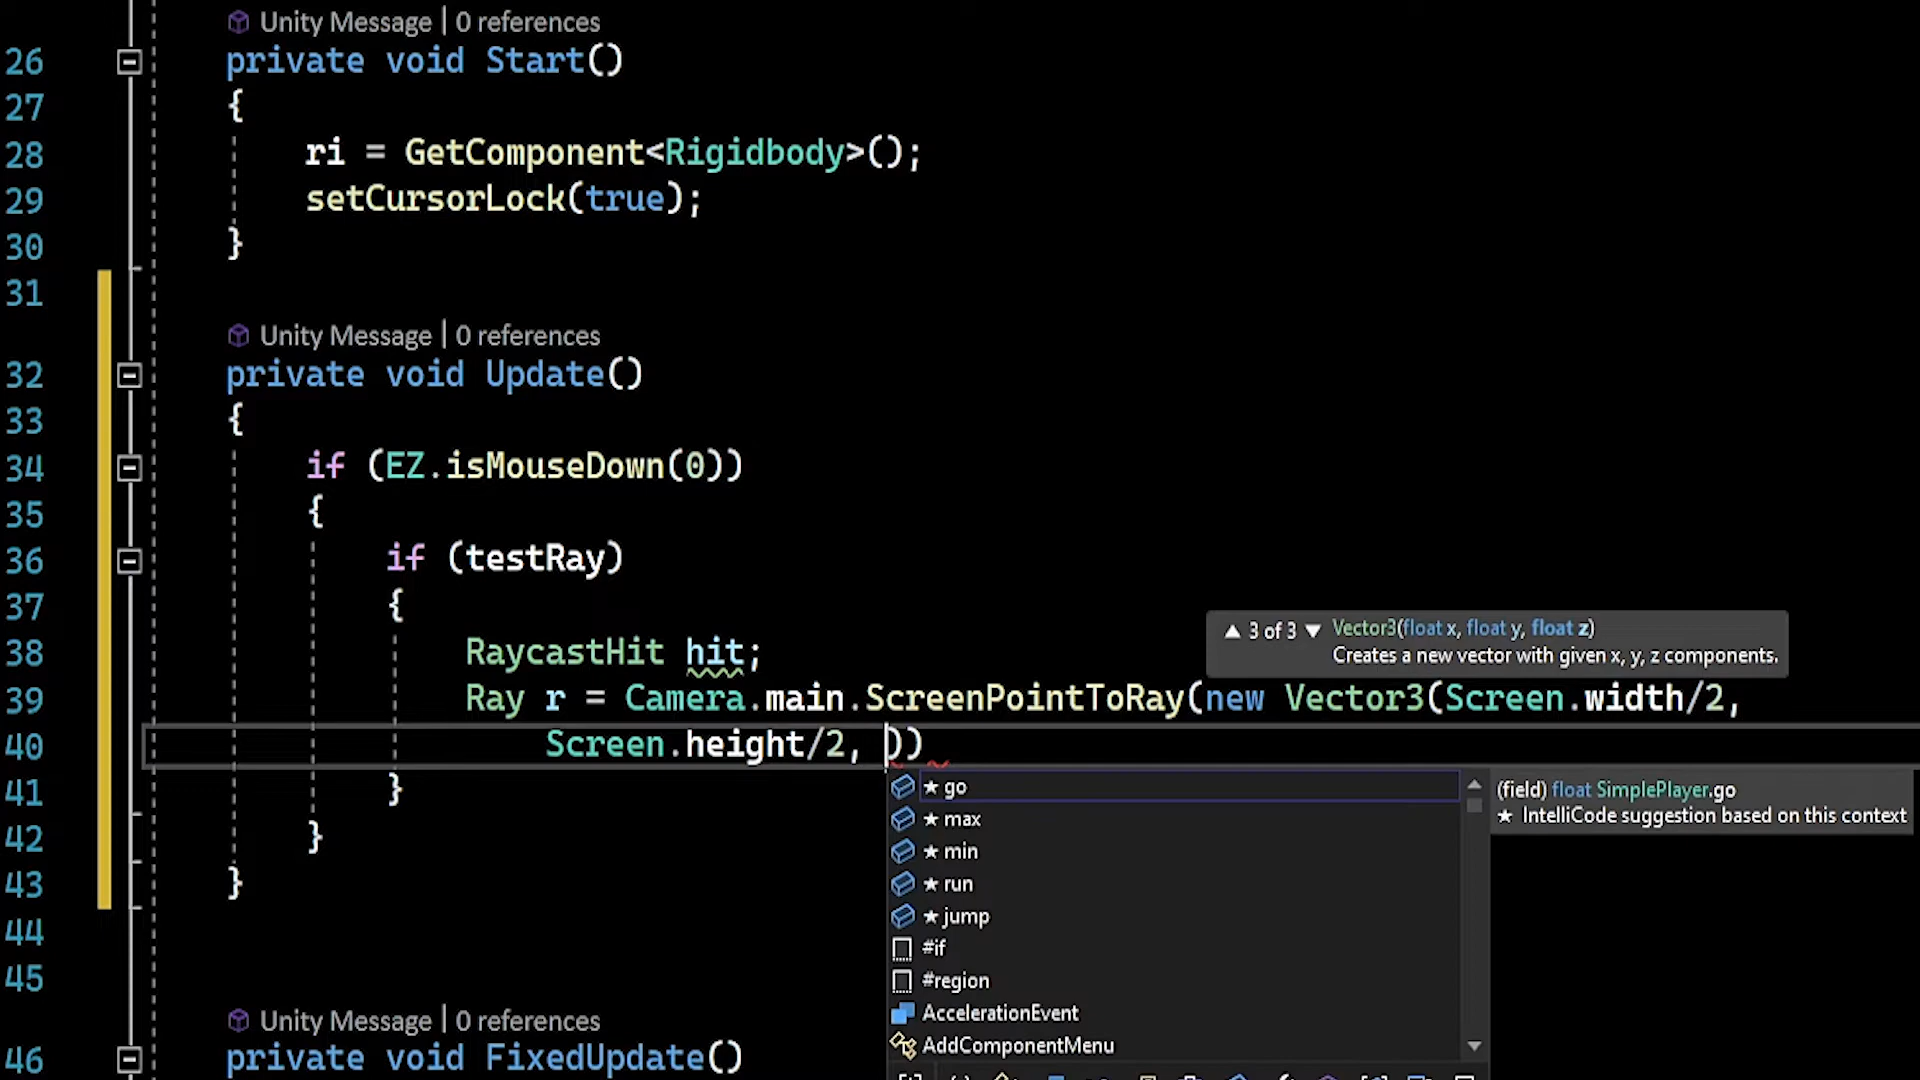 Unity Message | 0 references
26 private void Start()
27 {
28 ri = GetComponent<Rigidbody>();
29 setCursorLock(true);
30 }
31
Unity Message | 0 references
32 private void Update()
33 {
34 if (EZ.isMouseDown(0))
35 {
36 if (testRay)
37 {
38 RaycastHit hit;
▲ 3 of 3 ▼ Vector3(float x, float y, float z)
Creates a new vector with given x, y, z components.
39 Ray r = Camera.main.ScreenPointToRay(new Vector3(Screen.width/2,
40 Screen.height/2, ))
★ go
(field) float SimplePlayer.go
★ IntelliCode suggestion based on this context
★ max
★ min
★ run
★ jump
#if
#region
AccelerationEvent
AddComponentMenu
41 }
42 }
43 }
44
45
Unity Message | 0 references
46 private void FixedUpdate()